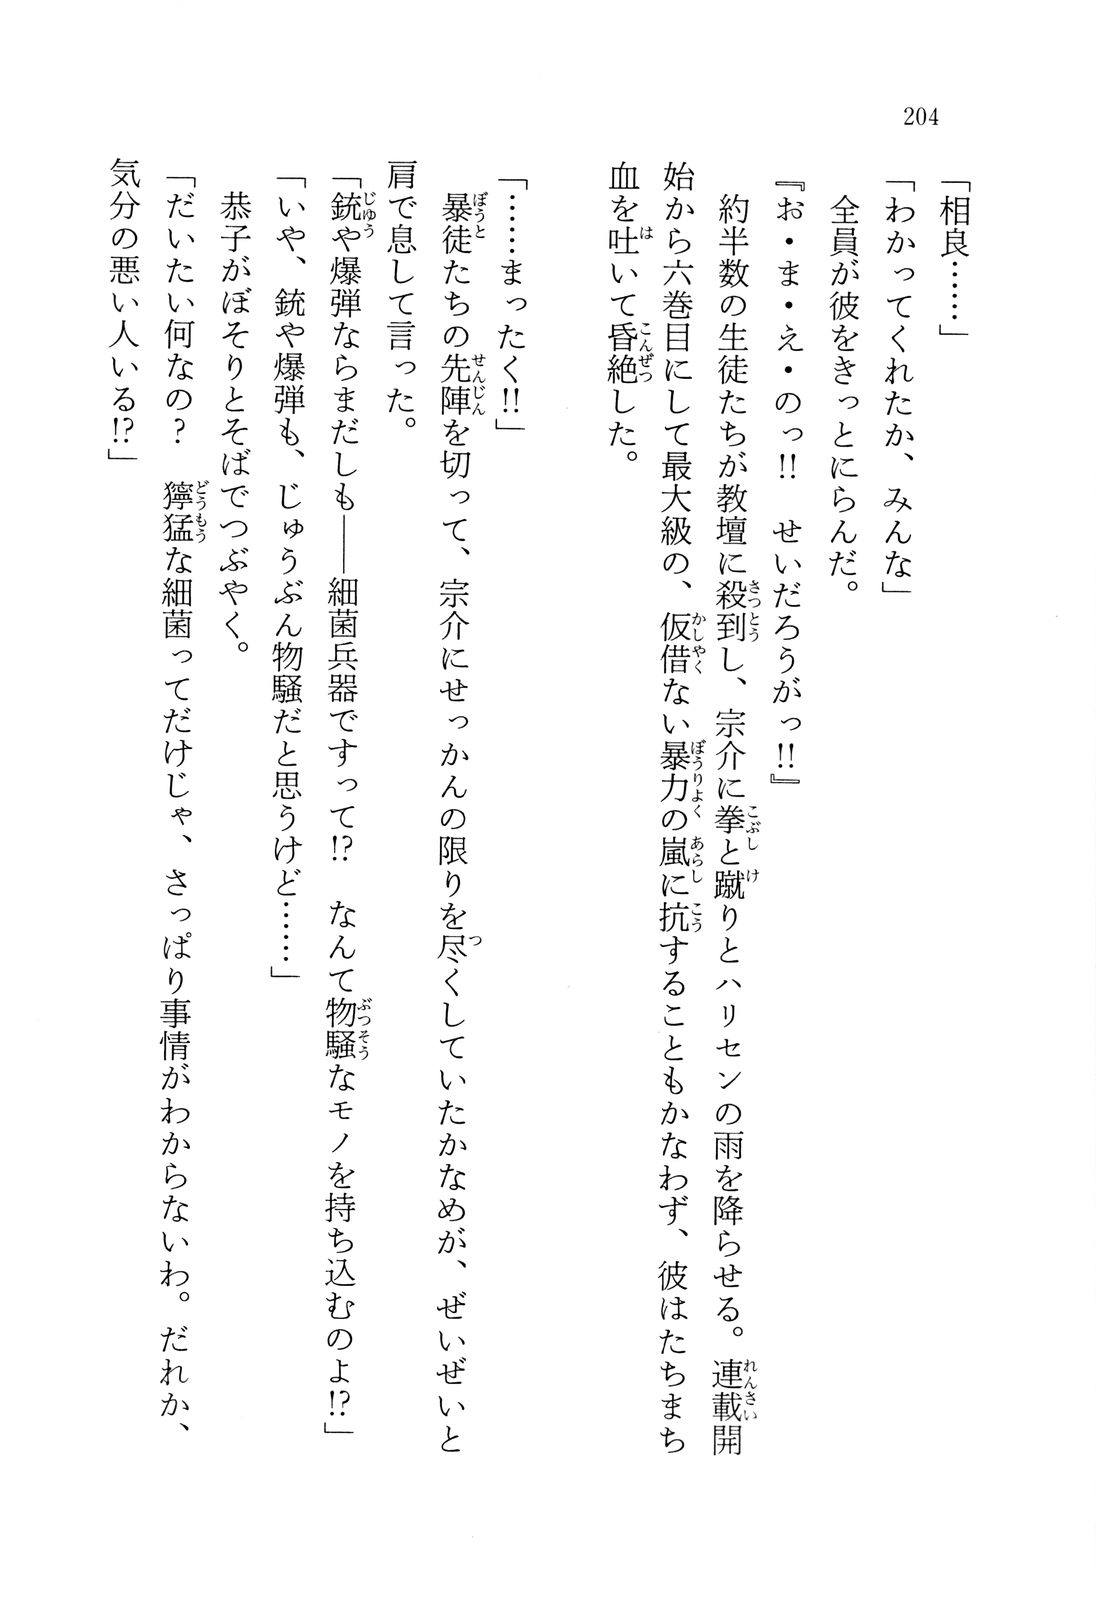 204
「相良……」
「わかってくれたか、みんな」
　全員が彼をきっとにらんだ。
『お・ま・え・のっ!!　せいだろうがっ!!』
　約半数の生徒たちが教壇に殺到し、宗介に拳と蹴りとハリセンの雨を降らせる。連載開
始から六巻目にして最大級の、仮借ない暴力の嵐に抗することもかなわず、彼はたちまち
血を吐いて昏絶した。
「……まったく!!」
　暴徒たちの先陣を切って、宗介にせっかんの限りを尽くしていたかなめが、ぜいぜいと
肩で息して言った。
「銃や爆弾ならまだしも――細菌兵器ですって!?　なんて物騒なモノを持ち込むのよ!?」
「いや、銃や爆弾も、じゅうぶん物騒だと思うけど……」
　恭子がぼそりとそばでつぶやく。
「だいたい何なの？　獰猛な細菌ってだけじゃ、さっぱり事情がわからないわ。だれか、
気分の悪い人いる!?」